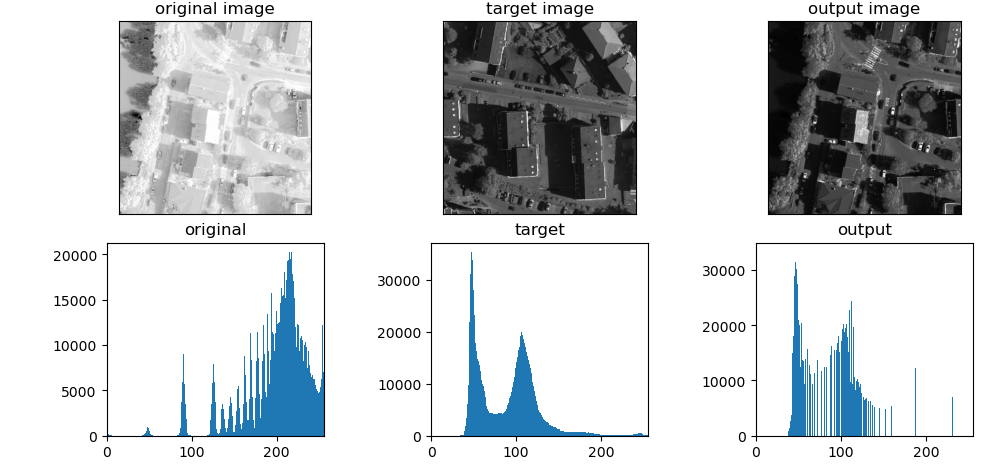 original image target image output image
original target output
20000 30000 30000
15000 20000 20000
10000 10000 10000
5000
0 0 0
0 100 200 0 100 200 0 100 200